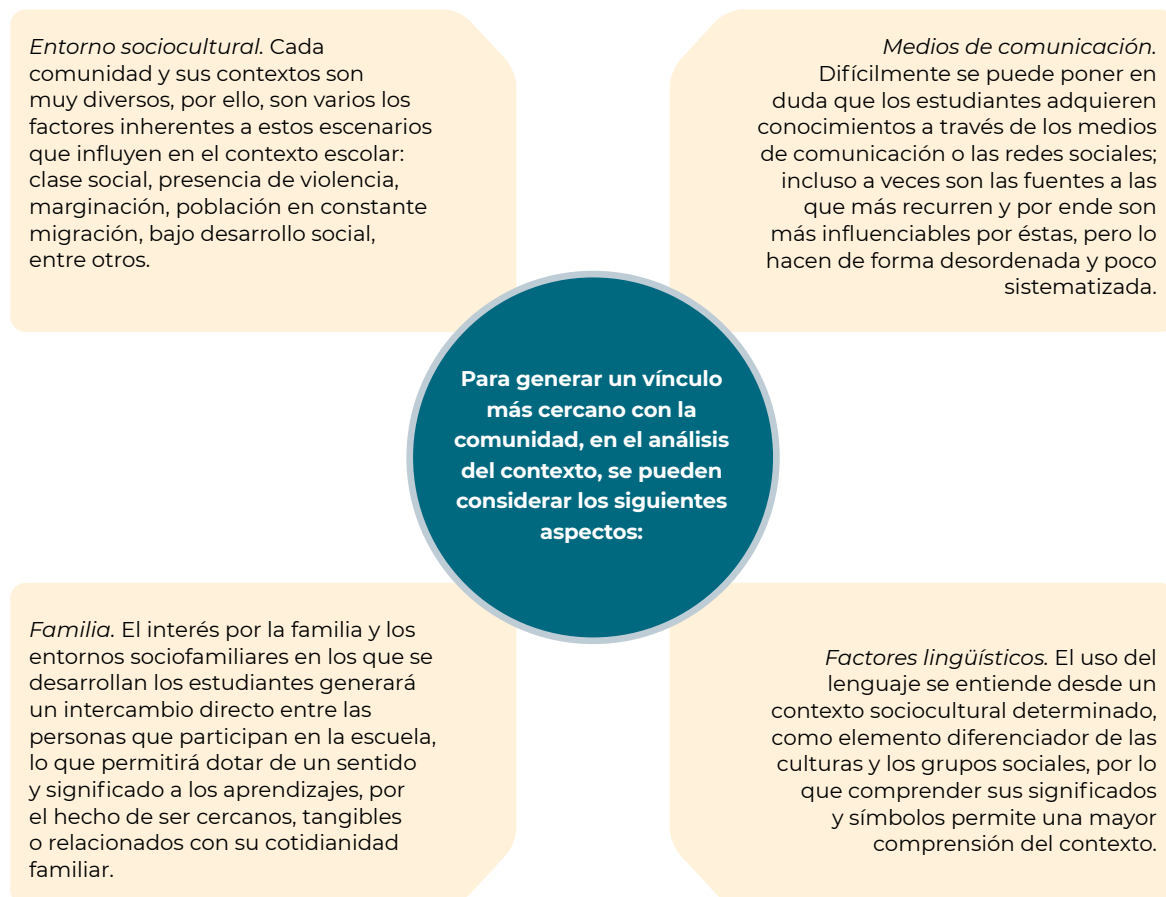 Entorno sociocultural. Cada
comunidad y sus contextos son
muy diversos, por ello, son varios los
factores inherentes a estos escenarios
que influyen en el contexto escolar:
clase social, presencia de violencia,
marginación, población en constante
migración, bajo desarrollo social,
entre otros.
Medios de comunicación.
Difícilmente se puede poner en
duda que los estudiantes adquieren
conocimientos a través de los medios
de comunicación o las redes sociales;
incluso a veces son las fuentes a las
que más recurren y por ende son
más influenciables por éstas, pero lo
hacen de forma desordenada y poco
sistematizada.
Para generar un vínculo
más cercano con la
comunidad, en el análisis
del contexto, se pueden
considerar los siguientes
aspectos:
Familia. El interés por la familia y los
entornos sociofamiliares en los que se
desarrollan los estudiantes generará
un intercambio directo entre las
personas que participan en la escuela,
lo que permitirá dotar de un sentido
y significado a los aprendizajes, por
el hecho de ser cercanos, tangibles
o relacionados con su cotidianidad
familiar.
Factores lingüísticos. El uso del
lenguaje se entiende desde un
contexto sociocultural determinado,
como elemento diferenciador de las
culturas y los grupos sociales, por lo
que comprender sus significados
y símbolos permite una mayor
comprensión del contexto.